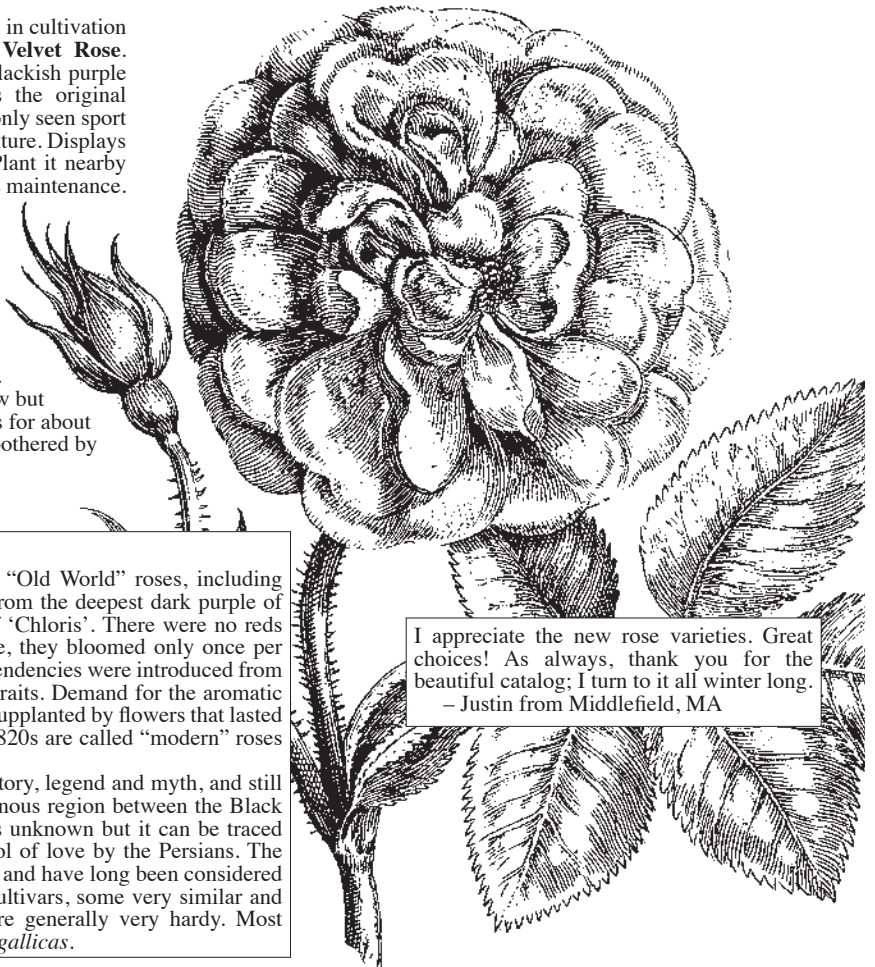 in cultivation
Velvet Rose.
lackish purple
s the original
only seen sport
ture. Displays
Plant it nearby
maintenance.
w but
s for about
bothered by
“Old World” roses, including
rom the deepest dark purple of
‘Chloris’. There were no reds
e, they bloomed only once per
endencies were introduced from
raits. Demand for the aromatic
upplanted by flowers that lasted
820s are called “modern” roses
tory, legend and myth, and still
nous region between the Black
s unknown but it can be traced
ol of love by the Persians. The
and have long been considered
ultivars, some very similar and
re generally very hardy. Most
gallicas.
I appreciate the new rose varieties. Great
choices! As always, thank you for the
beautiful catalog; I turn to it all winter long.
– Justin from Middlefield, MA